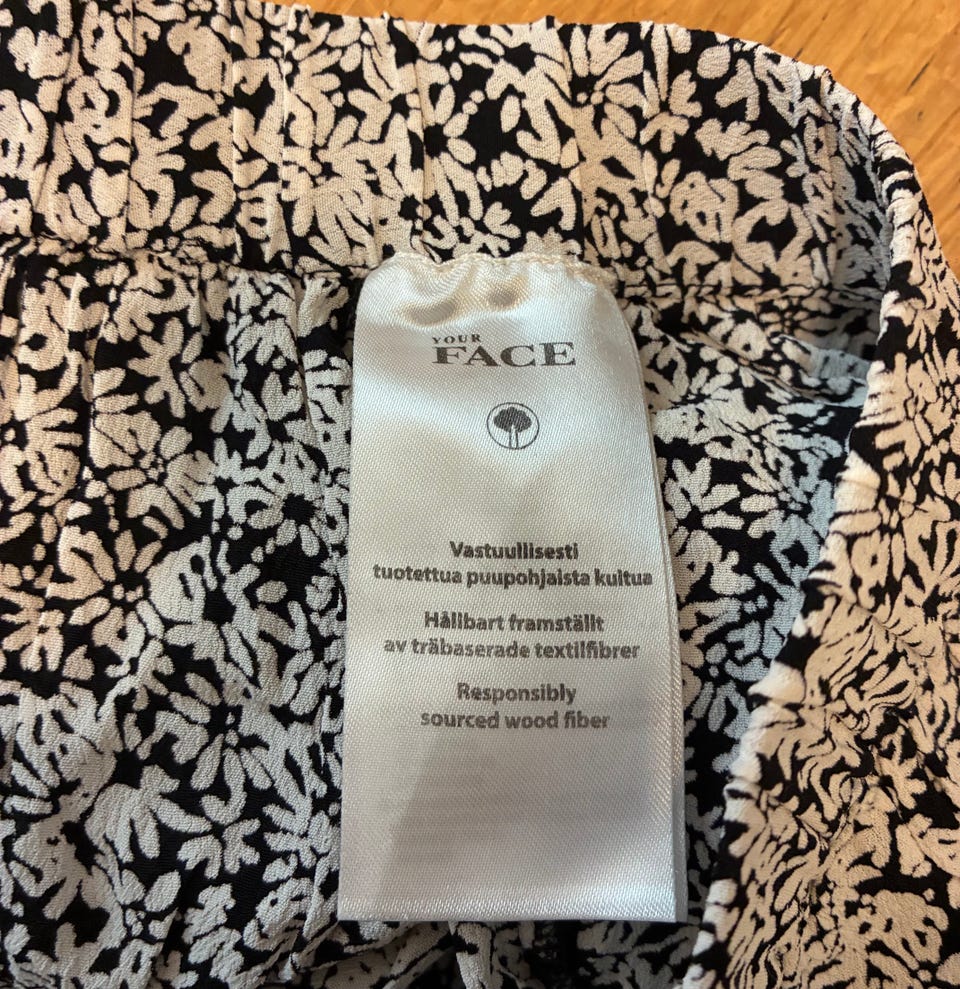 YOUR
FACE
Vastuullisesti
tuotettua puupohjaista kuitua
Hållbart framställt
av träbaserade textilfibrer
Responsibly
sourced wood fiber